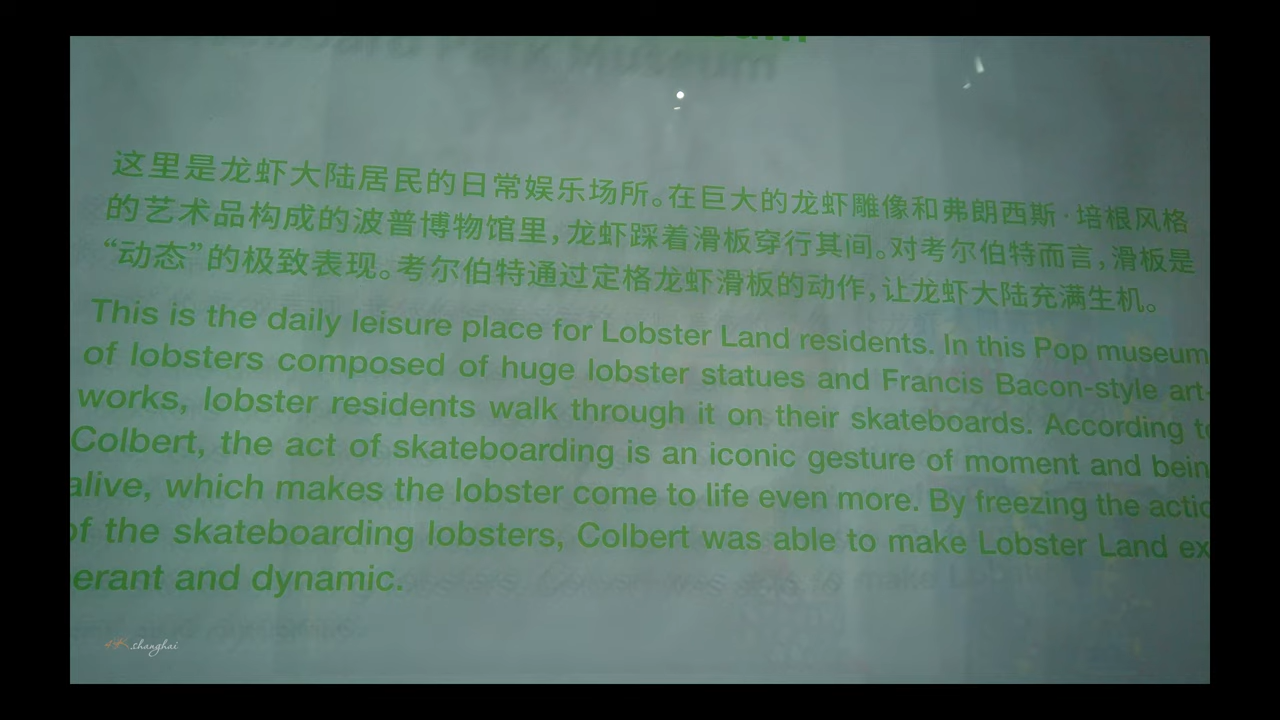 Park Museum
这里是龙虾大陆居民的日常娱乐场所。在巨大的龙虾雕像和弗朗西斯·培根风格
的艺术品构成的波普博物馆里，龙虾踩着滑板穿行其间。对考尔伯特而言，滑板是
“动态”的极致表现。考尔伯特通过定格龙虾滑板的动作，让龙虾大陆充满生机。
This is the daily leisure place for Lobster Land residents. In this Pop museum
of lobsters composed of huge lobster statues and Francis Bacon-style art-
works, lobster residents walk through it on their skateboards. According to
Colbert, the act of skateboarding is an iconic gesture of moment and bein
alive, which makes the lobster come to life even more. By freezing the actio
of the skateboarding lobsters, Colbert was able to make Lobster Land ex
erant and dynamic.
4K.shanghai